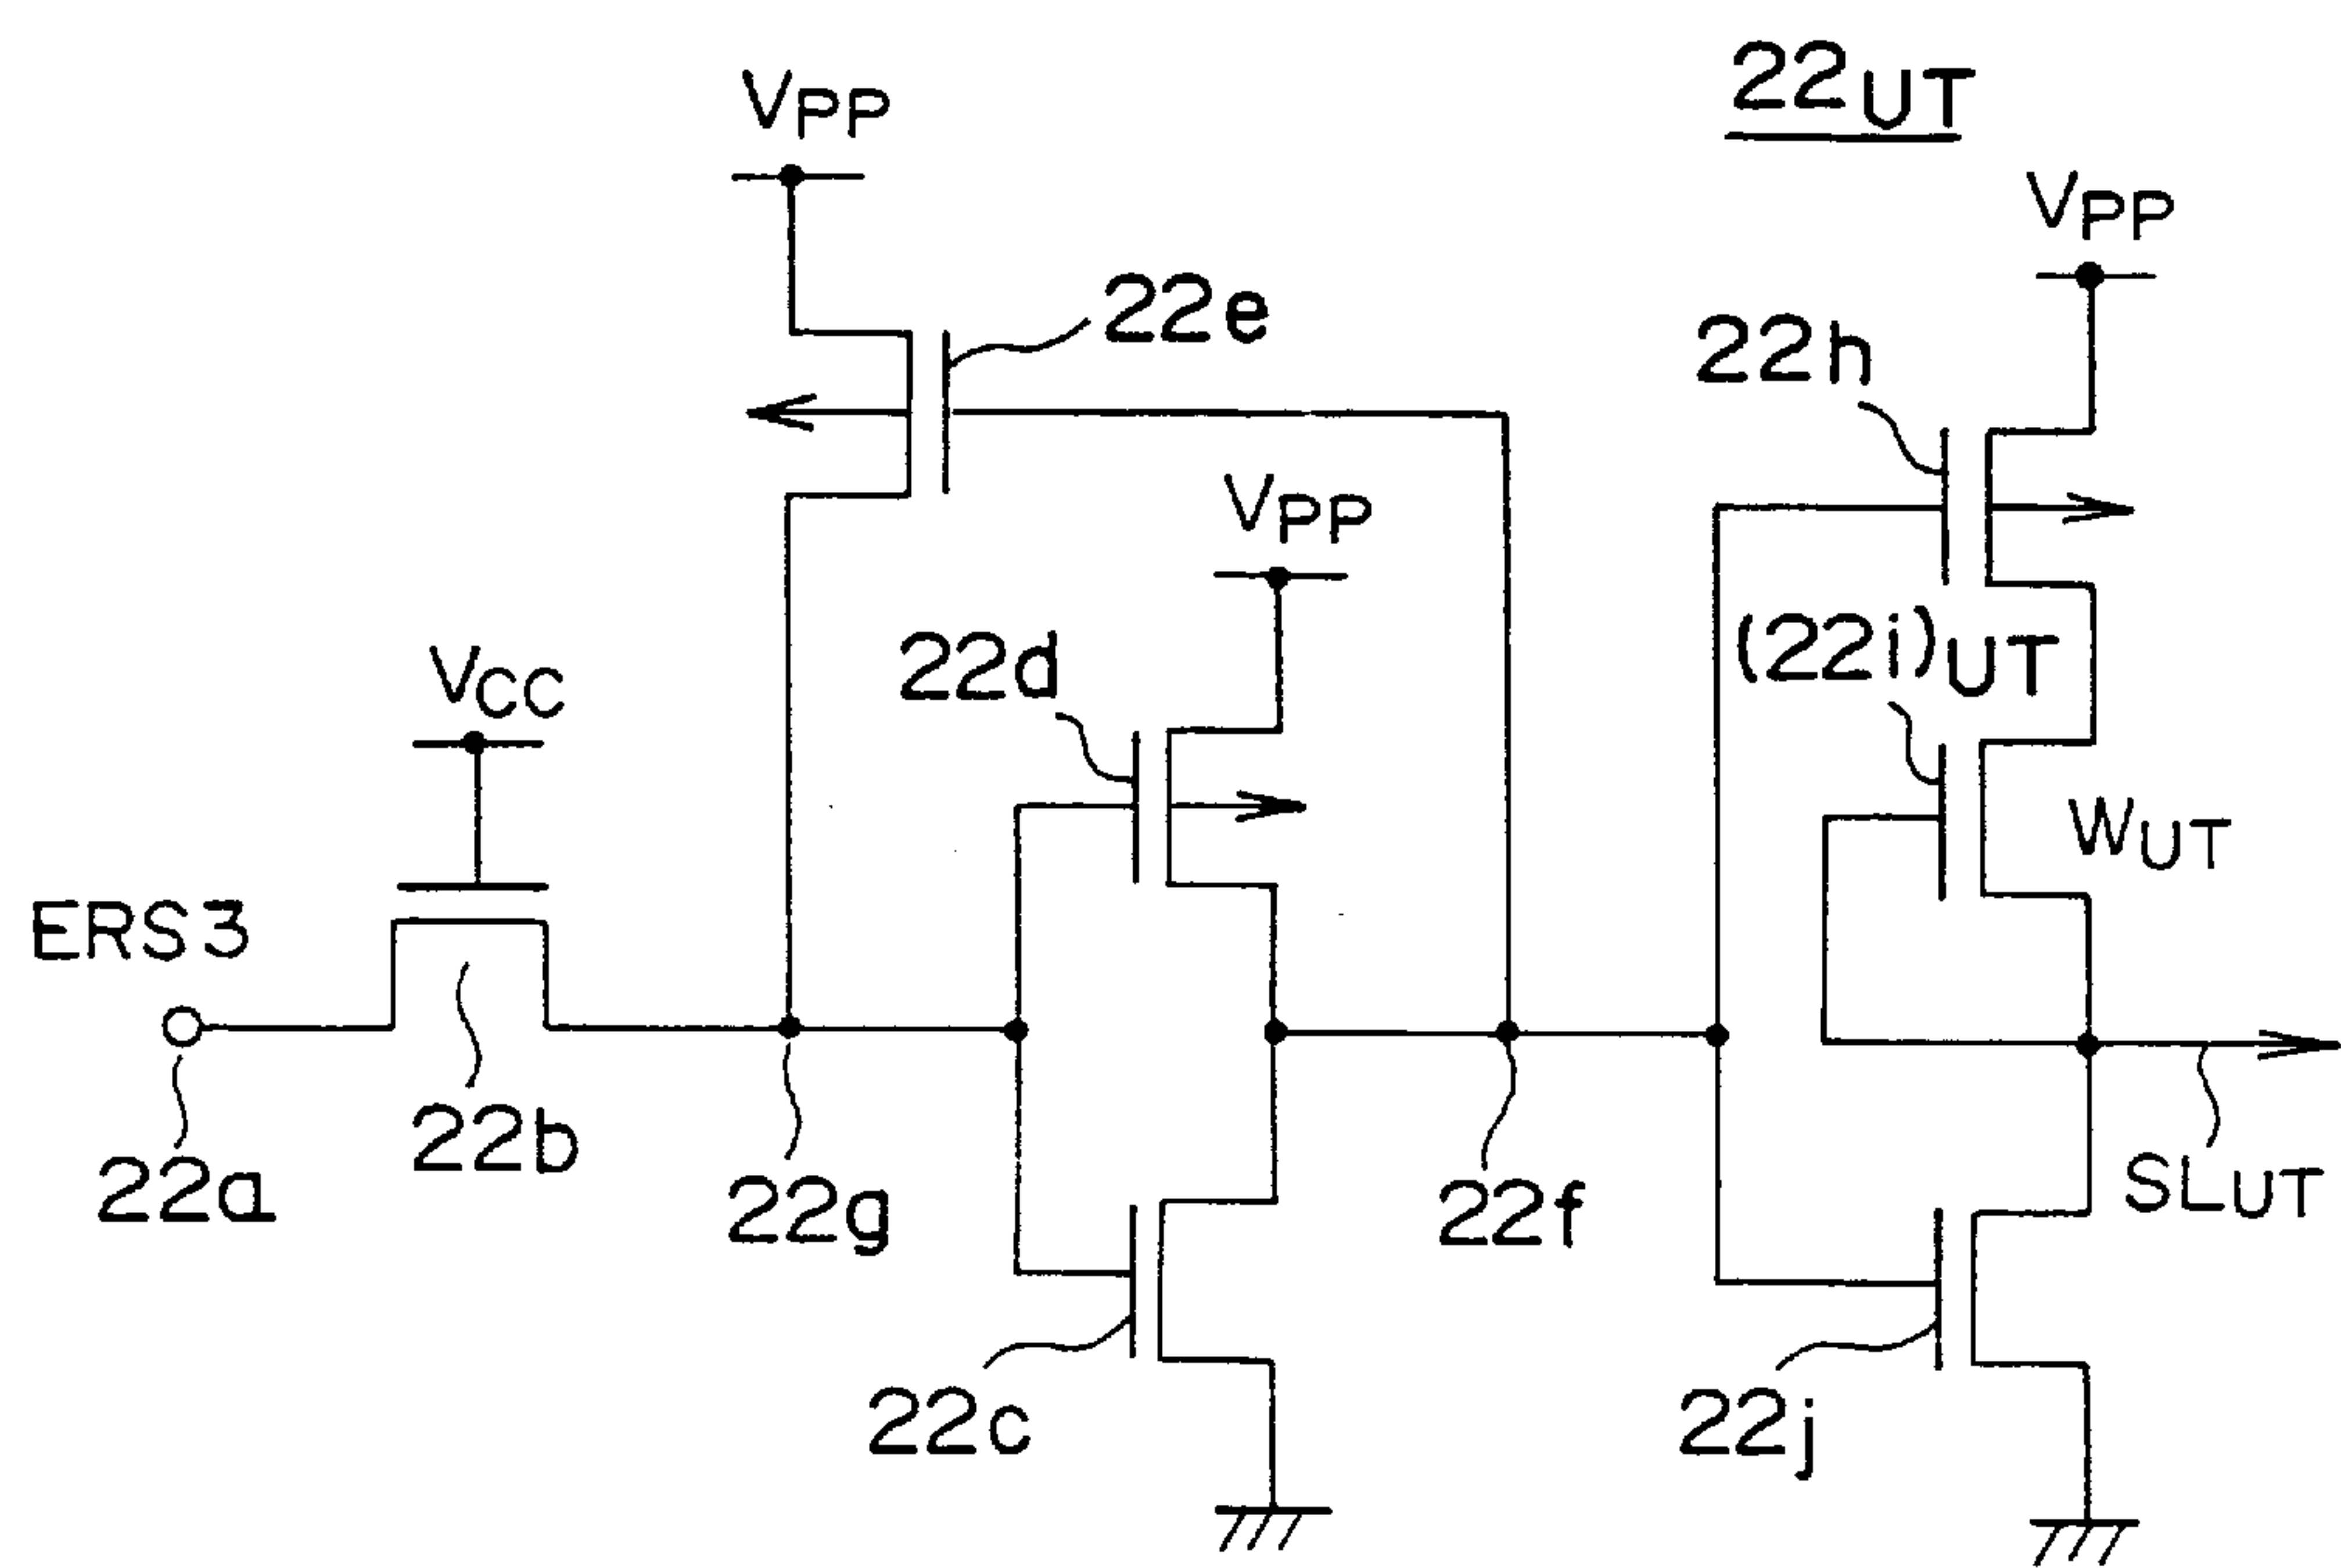 22UT
VPP
VPP
22e
22h
VPP
(22i)UT
22d
VCC
WUT
ERS3
22b
22a
22g
22f
SLUT
22c
22j